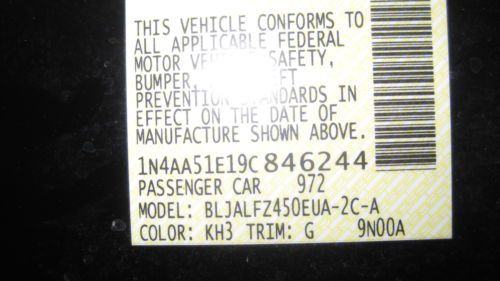 THIS VEHICLE CONFORMS TO
ALL APPLICABLE FEDERAL
MOTOR SAFETY,
BUMPER,
PREVENTION STANDARDS IN
EFFECT ON THE DATE OF
MANUFACTURE SHOWN ABOVE.
1N4AA51E19C846244
PASSENGER CAR 972
MODEL: BLJALFZ450EUA-2C-A
COLOR: KH3 TRIM: G 9N00A